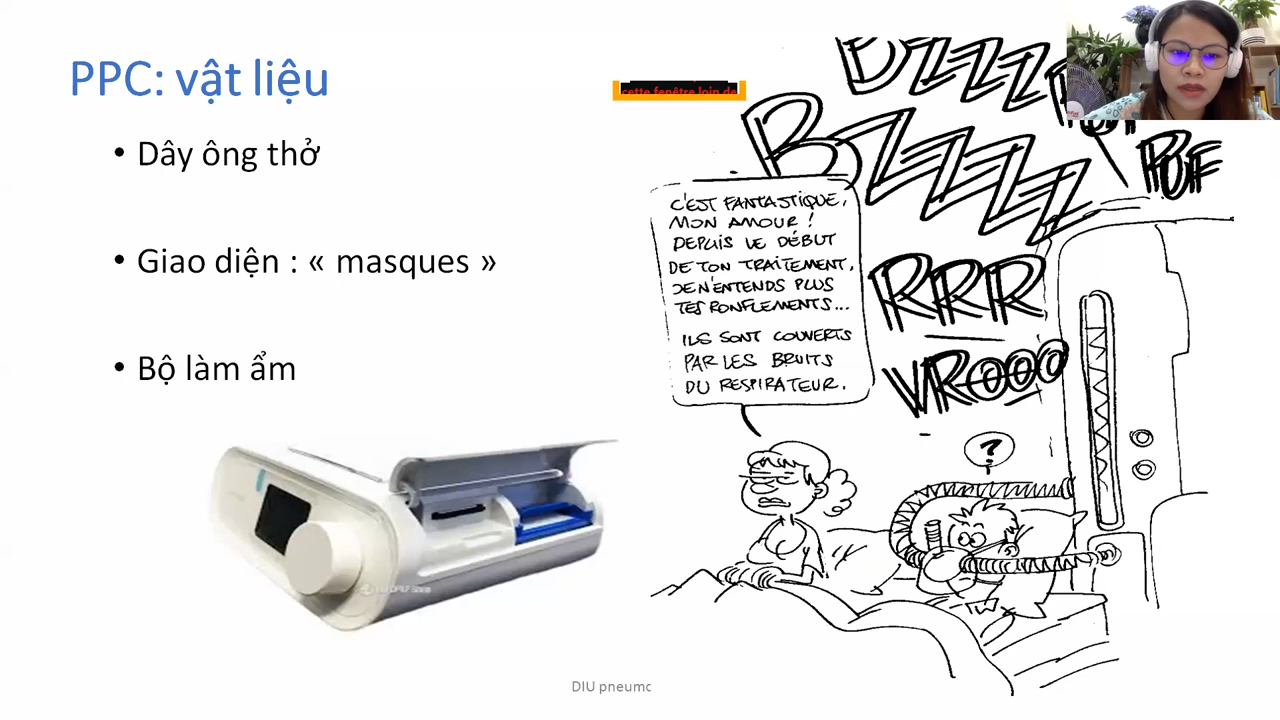 PPC: vật liệu
• Dây ông thở
• Giao diện : « masques »
• Bộ làm ẩm
cette fenêtre loin de
BZZZZ
PUF
BZZZZ
C'EST FANTASTIQUE,
MON AMOUR !
DEPUIS LE DÉBUT
DE TON TRAITEMENT,
JE N'ENTENDS PLUS
TES RONFLEMENTS...
ILS SONT COUVERTS
PAR LES BRUITS
DU RESPIRATEUR.
RRR
VROOO
?
DIU pneumo